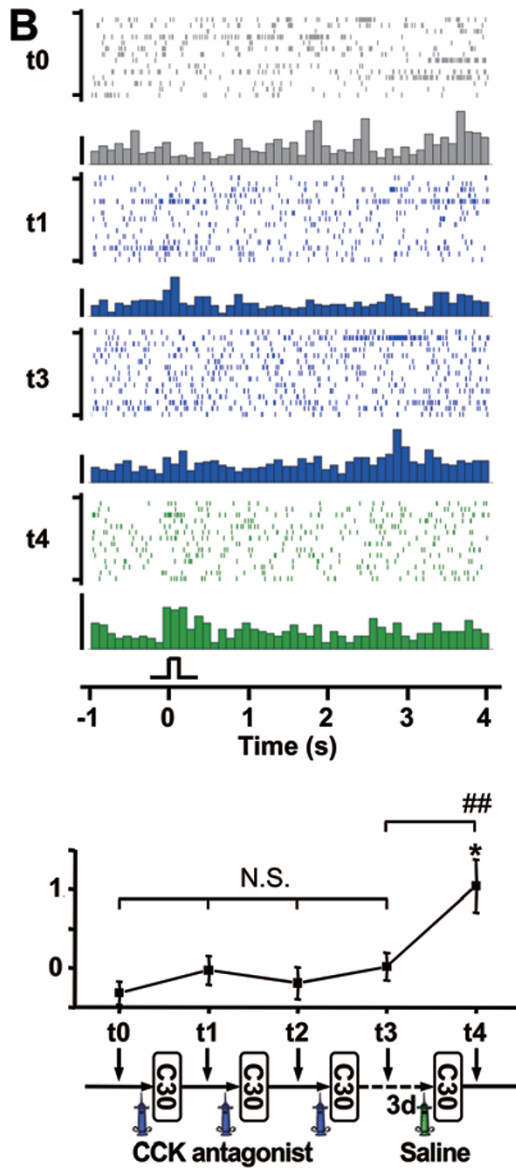 B
t0
t1
t3
t4
-1 0 1 2 3 4
Time (s)
##
*
N.S.
1
0
t0 t1 t2 t3 t4
C30 C30 C30 3d C30
CCK antagonist Saline